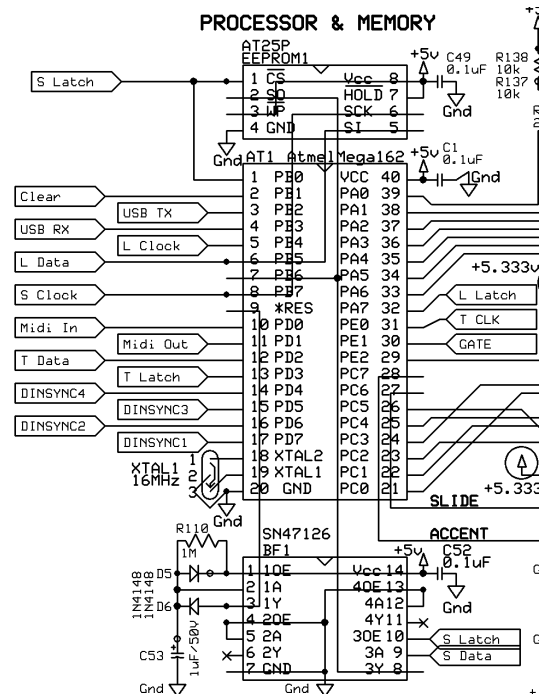 PROCESSOR & MEMORY
AT25P
EEPROM1
1 CS Vcc 8
2 SO HOLD 7
3 WP SCK 6
4 GND SI 5
+5v C49
0.1uF
Gnd
R138
10k
R137
10k
S Latch
Gnd
AT1 AtmelMega162
+5v C1
0.1uF
Gnd
1 PB0 VCC 40
2 PB1 PA0 39
3 PB2 PA1 38
4 PB3 PA2 37
5 PB4 PA3 36
6 PB5 PA4 35
7 PB6 PA5 34
8 PB7 PA6 33
9 *RES PA7 32
10 PD0 PE0 31
11 PD1 PE1 30
12 PD2 PE2 29
13 PD3 PC7 28
14 PD4 PC6 27
15 PD5 PC5 26
16 PD6 PC4 25
17 PD7 PC3 24
18 XTAL2 PC2 23
19 XTAL1 PC1 22
20 GND PC0 21
Clear
USB TX
USB RX
L Clock
L Data
S Clock
Midi In
Midi Out
T Data
T Latch
DINSYNC4
DINSYNC3
DINSYNC2
DINSYNC1
+5.333v
L Latch
T CLK
GATE
+5.333
XTAL1
16MHz
1
2
3
Gnd
SLIDE
ACCENT
R110
1M
D5
D6
1N4148
1N4148
C53
1uF/50V
Gnd
SN47126
BF1
+5v C52
0.1uF
Gnd
1 1OE Vcc 14
2 1A 4OE 13
3 1Y 4A 12
4 2OE 4Y 11
5 2A 3OE 10
6 2Y 3A 9
7 GND 3Y 8
S Latch
S Data
Gnd